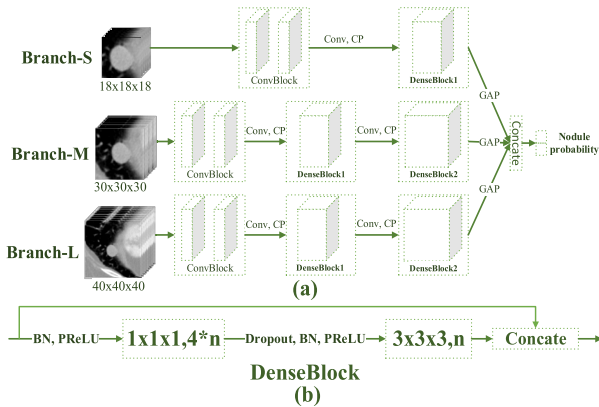 (a)
Branch-S
18x18x18
ConvBlock
Conv, CP
DenseBlock1
GAP
Branch-M
30x30x30
ConvBlock
Conv, CP
DenseBlock1
Conv, CP
DenseBlock2
GAP
Concate
Nodule
probability
Branch-L
40x40x40
ConvBlock
Conv, CP
DenseBlock1
Conv, CP
DenseBlock2
GAP
(a)
BN, PReLU
1x1x1,4*n
Dropout, BN, PReLU
3x3x3,n
Concate
DenseBlock
(b)